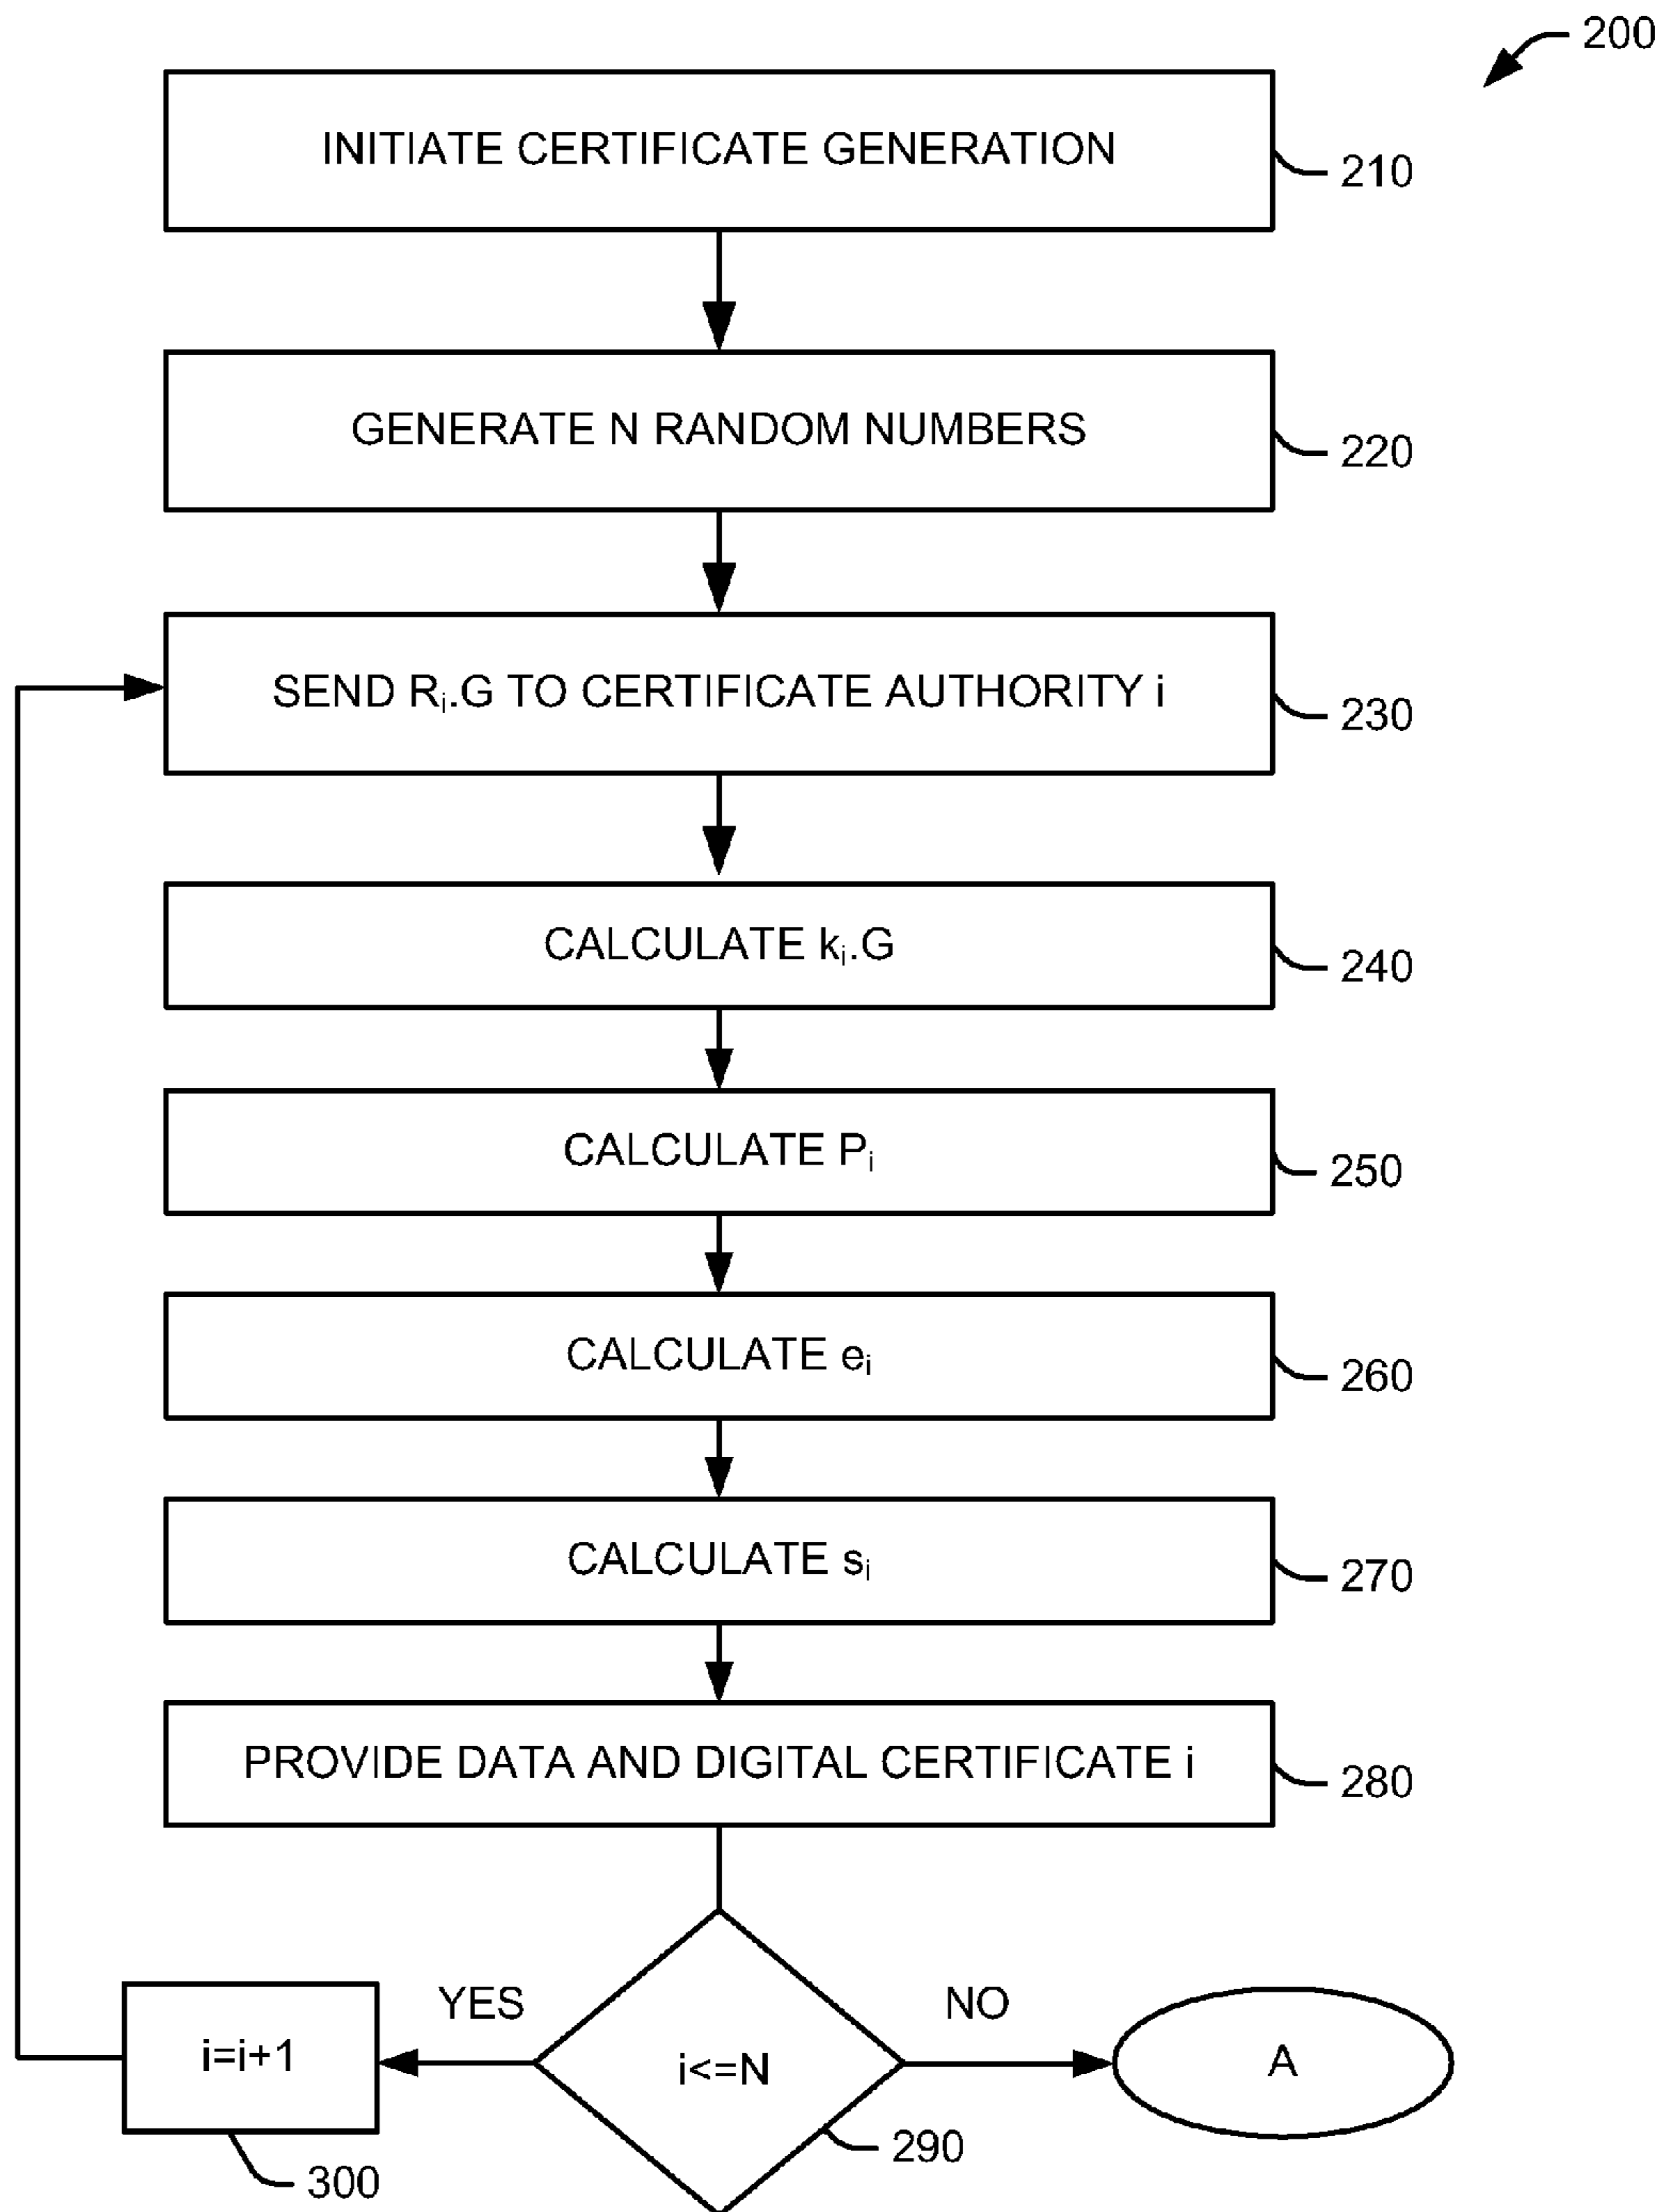 200
INITIATE CERTIFICATE GENERATION
210
GENERATE N RANDOM NUMBERS
220
SEND Rᵢ.G TO CERTIFICATE AUTHORITY i
230
CALCULATE kᵢ.G
240
CALCULATE Pᵢ
250
CALCULATE eᵢ
260
CALCULATE sᵢ
270
PROVIDE DATA AND DIGITAL CERTIFICATE i
280
YES
NO
i=i+1
i<=N
A
290
300